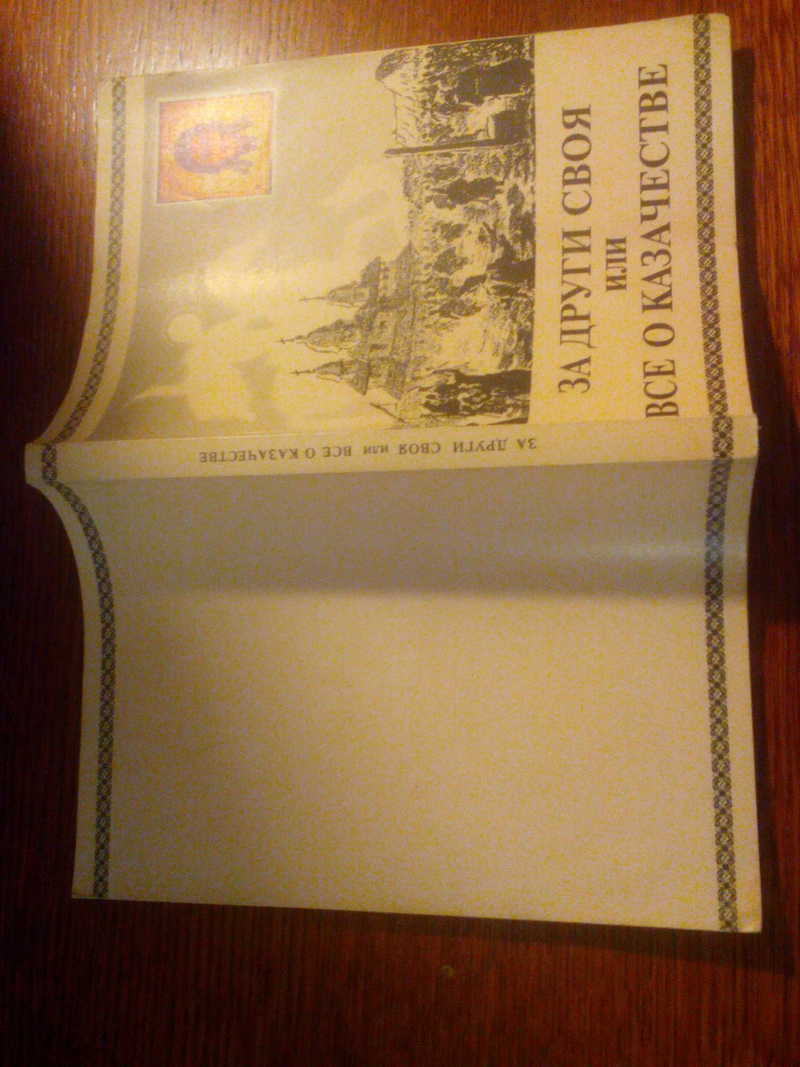 ЗА ДРУГИ СВОЯ
ИЛИ
ВСЕ О КАЗАЧЕСТВЕ
ЗА ДРУГИ СВОЯ или ВСЕ О КАЗАЧЕСТВЕ